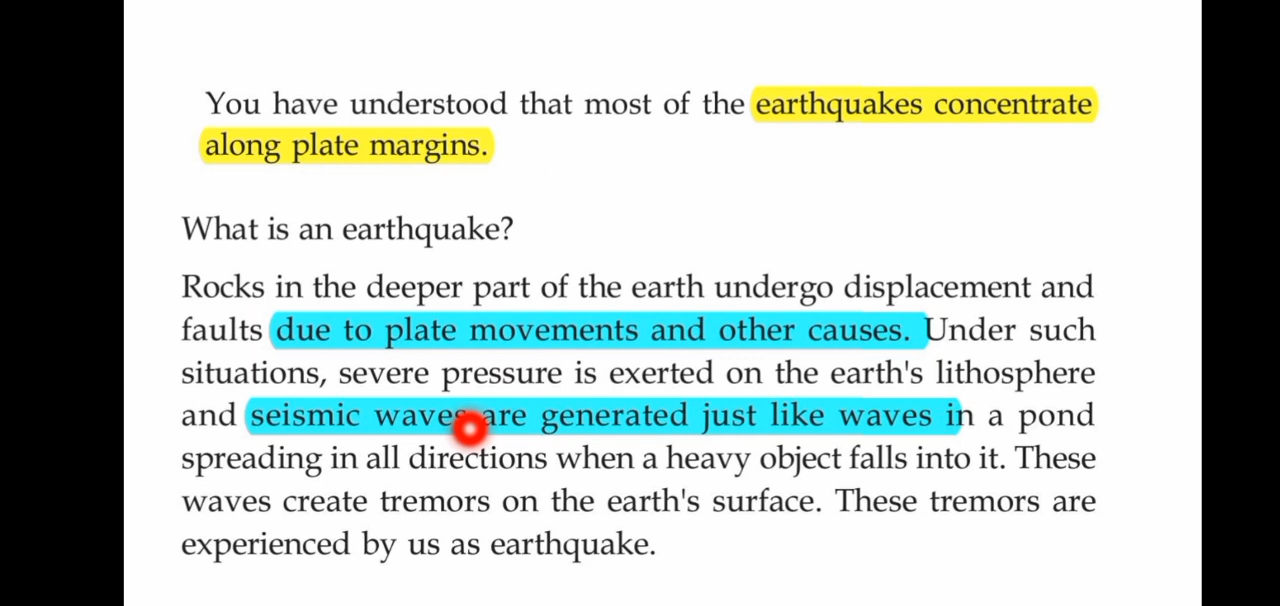 You have understood that most of the earthquakes concentrate
along plate margins.
What is an earthquake?
Rocks in the deeper part of the earth undergo displacement and
faults due to plate movements and other causes. Under such
situations, severe pressure is exerted on the earth's lithosphere
and seismic waves are generated just like waves in a pond
spreading in all directions when a heavy object falls into it. These
waves create tremors on the earth's surface. These tremors are
experienced by us as earthquake.